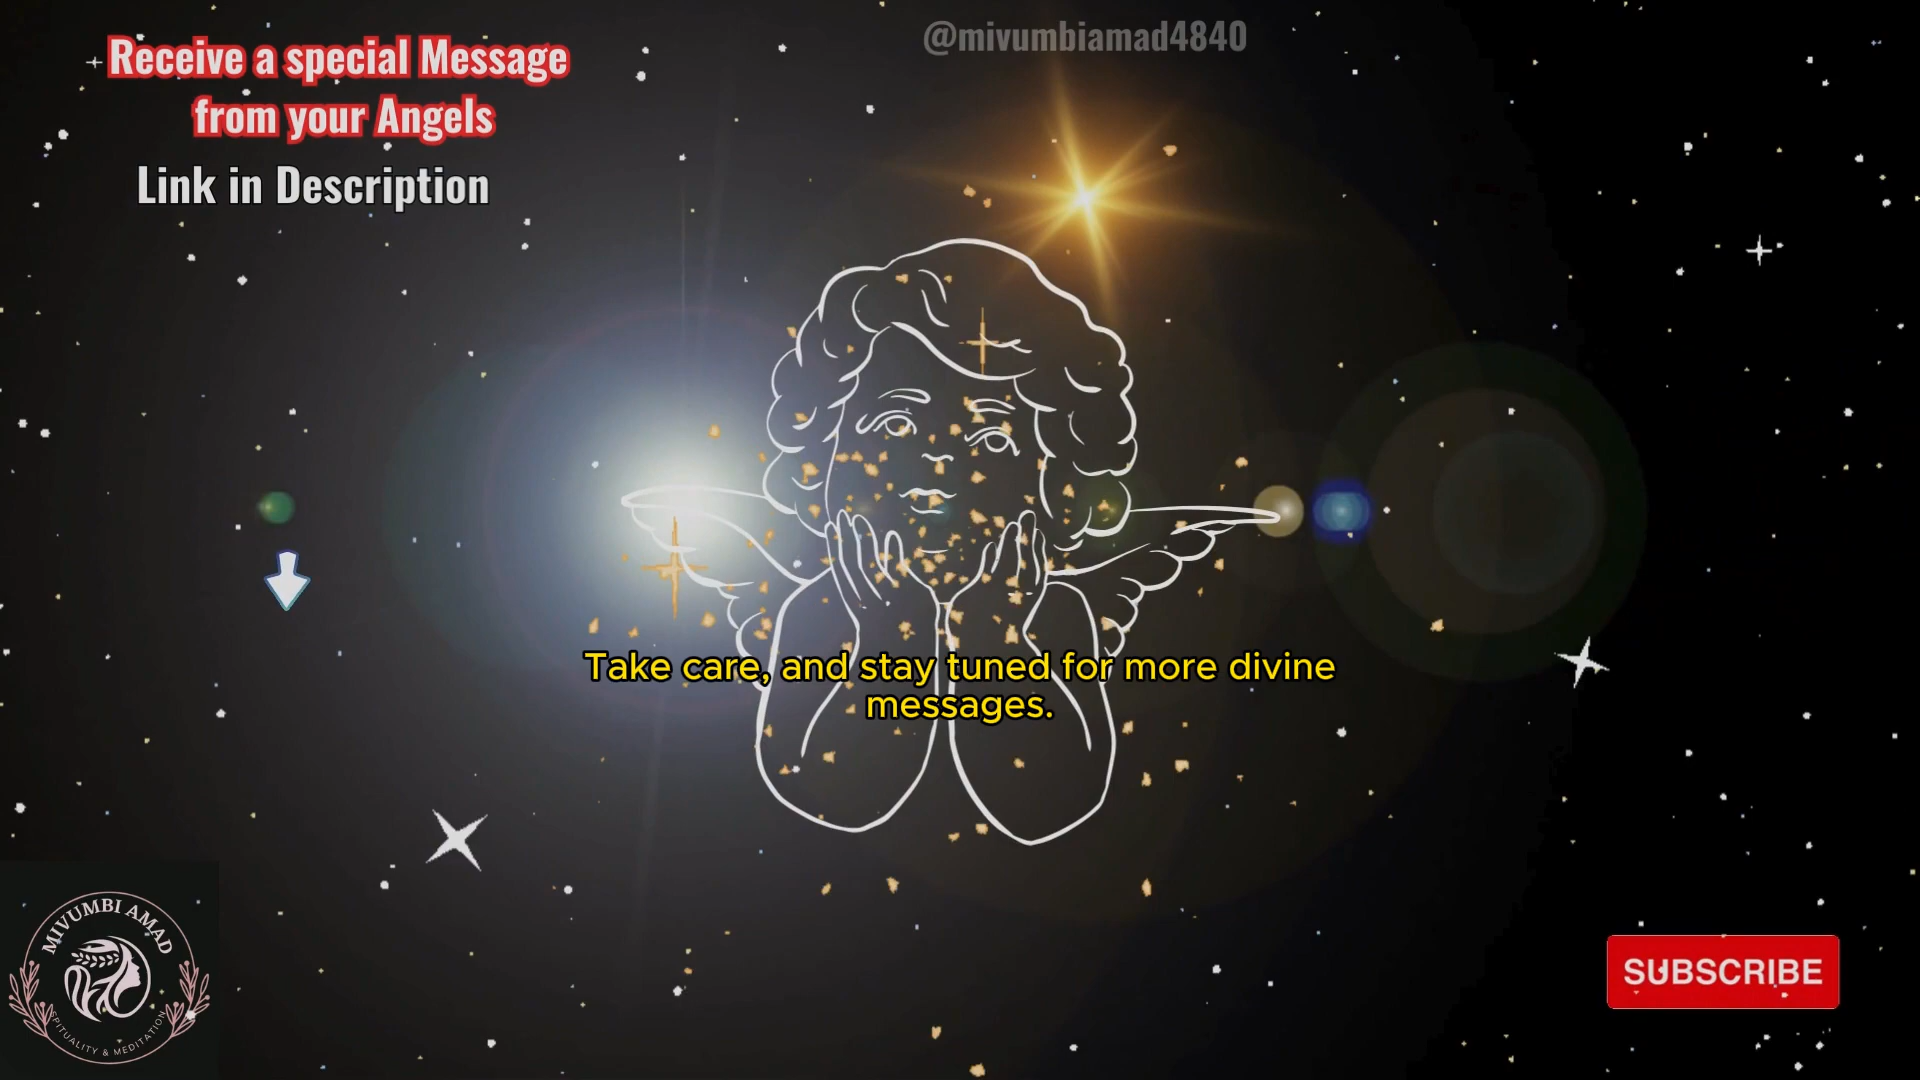 @mivumbiamad4840
Receive a special Message
from your Angels
Link in Description
Take care, and stay tuned for more divine
messages.
MIVUMBI AMAD
SPITUALITY & MEDITATION
SUBSCRIBE